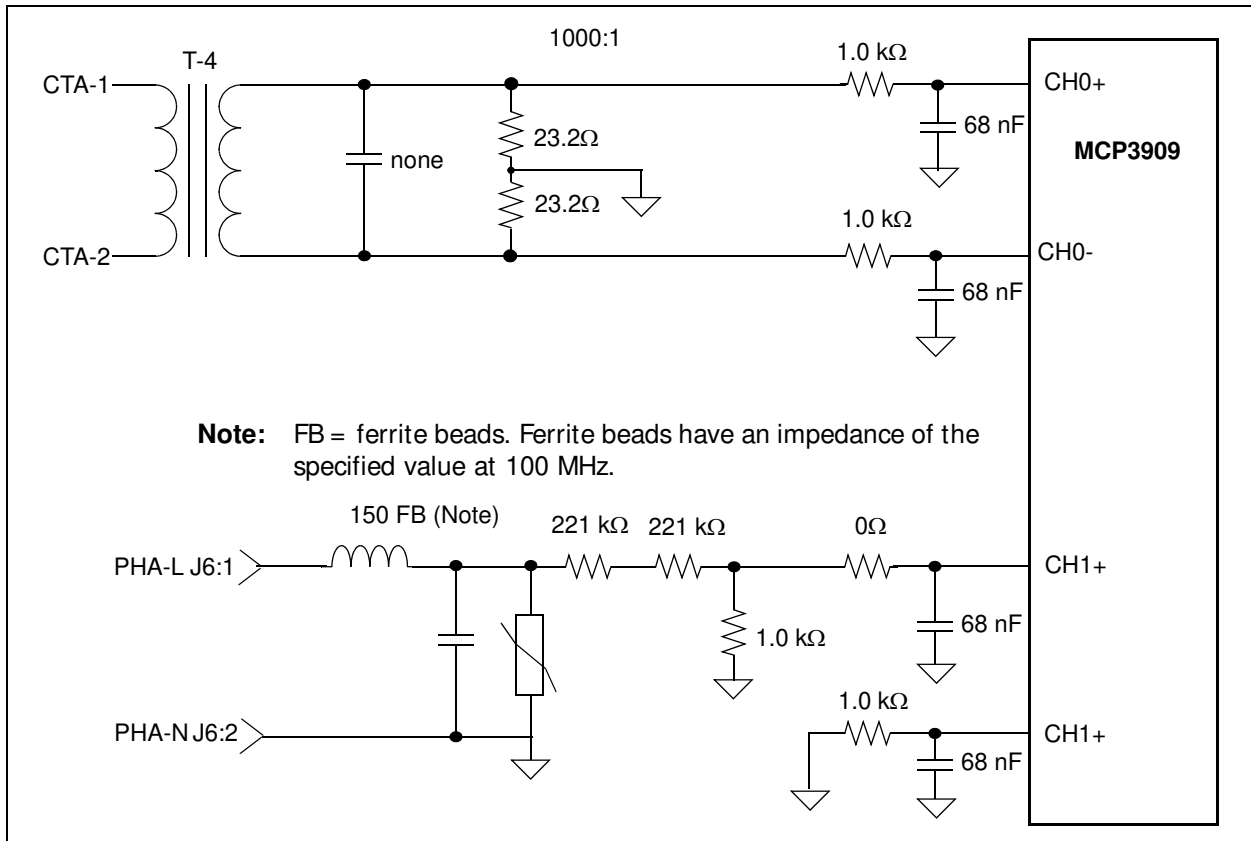 1000:1
T-4
1.0 kΩ
CTA-1
CH0+
68 nF
23.2Ω
none
MCP3909
23.2Ω
1.0 kΩ
CTA-2
CH0-
68 nF
Note: FB = ferrite beads. Ferrite beads have an impedance of the
specified value at 100 MHz.
150 FB (Note)
221 kΩ
221 kΩ
0Ω
PHA-L J6:1
CH1+
68 nF
1.0 kΩ
1.0 kΩ
PHA-N J6:2
CH1+
68 nF